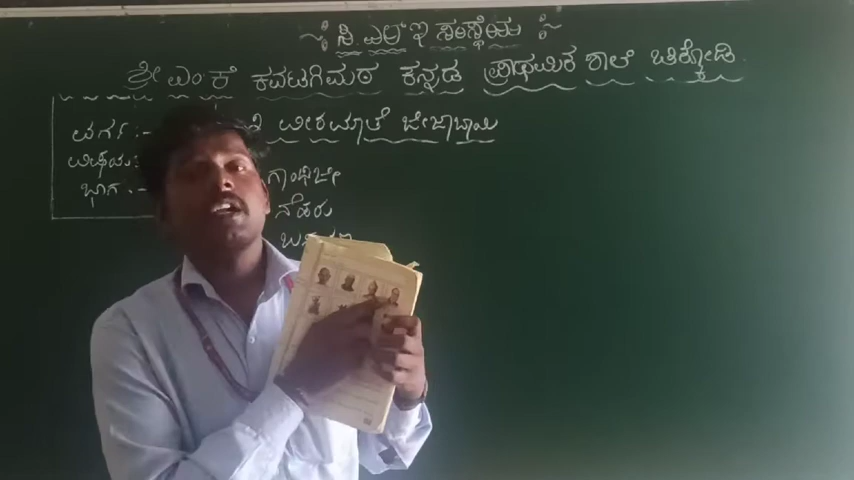 ಸಿ. ಎಲ್ ಇ ಸಂಸ್ಥೆಯ
ಶ್ರೀ ಎಂ ಕೆ ಕವಟಗಿಮಠ ಕನ್ನಡ ಪ್ರಾಥಮಿಕ ಶಾಲೆ ಚಿಕ್ಕೋಡಿ
ವರ್ಗ :-
ವೀರಮಾತೆ ಜೀಜಾಬಾಯಿ
ವಿಷಯ:
ಭಾಗ :-
ಗಾಂಧೀಜೀ
ನೆಹರು